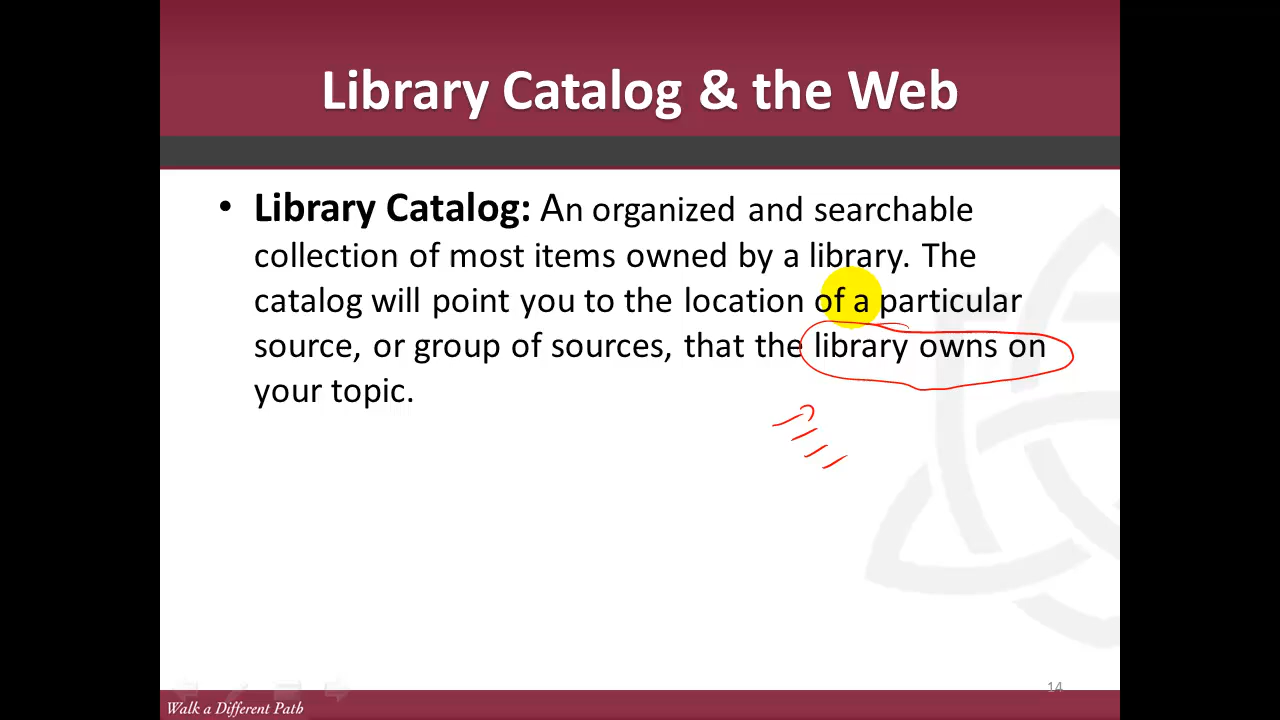 Library Catalog & the Web
• Library Catalog: An organized and searchable
collection of most items owned by a library. The
catalog will point you to the location of a particular
source, or group of sources, that the library owns on
your topic.
14
Walk a Different Path